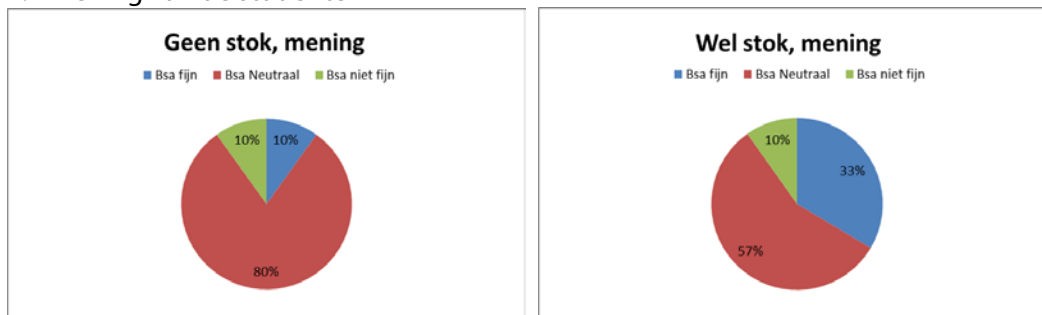 Geen stok, mening
Bsa fijn Bsa Neutraal Bsa niet fijn
10% 10%
80%
Wel stok, mening
Bsa fijn Bsa Neutraal Bsa niet fijn
10%
33%
57%